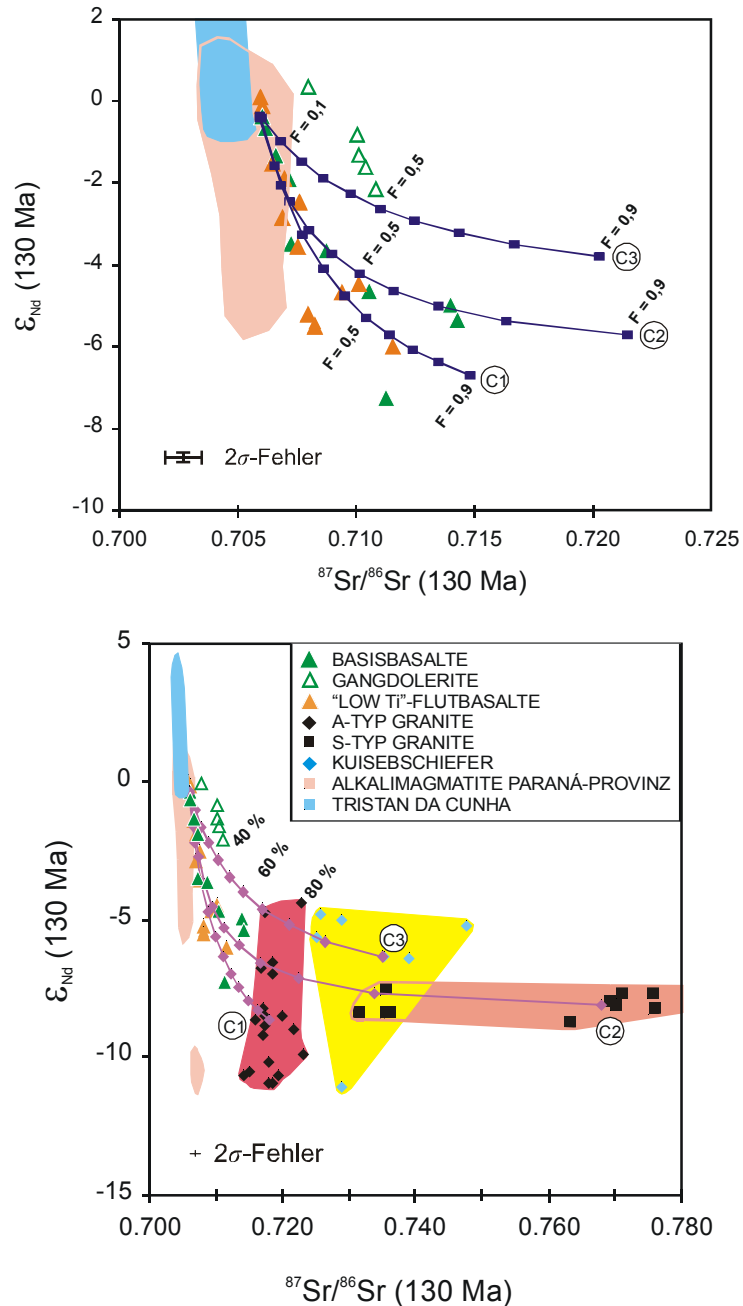 2
0
-2
-4
-6
-8
-10
εNd (130 Ma)
F = 0,1
F = 0,5
F = 0,9
C3
F = 0,5
F = 0,9
C2
F = 0,5
F = 0,9
C1
2σ-Fehler
0.700 0.705 0.710 0.715 0.720 0.725
⁸⁷Sr/⁸⁶Sr (130 Ma)
5
0
-5
-10
-15
εNd (130 Ma)
BASISBASALTE
GANGDOLERITE
“LOW Ti”-FLUTBASALTE
A-TYP GRANITE
S-TYP GRANITE
KUISEBSCHIEFER
ALKALIMAGMATITE PARANÁ-PROVINZ
TRISTAN DA CUNHA
40 %
60 %
80 %
C3
C1
C2
2σ-Fehler
0.700 0.720 0.740 0.760 0.780
⁸⁷Sr/⁸⁶Sr (130 Ma)